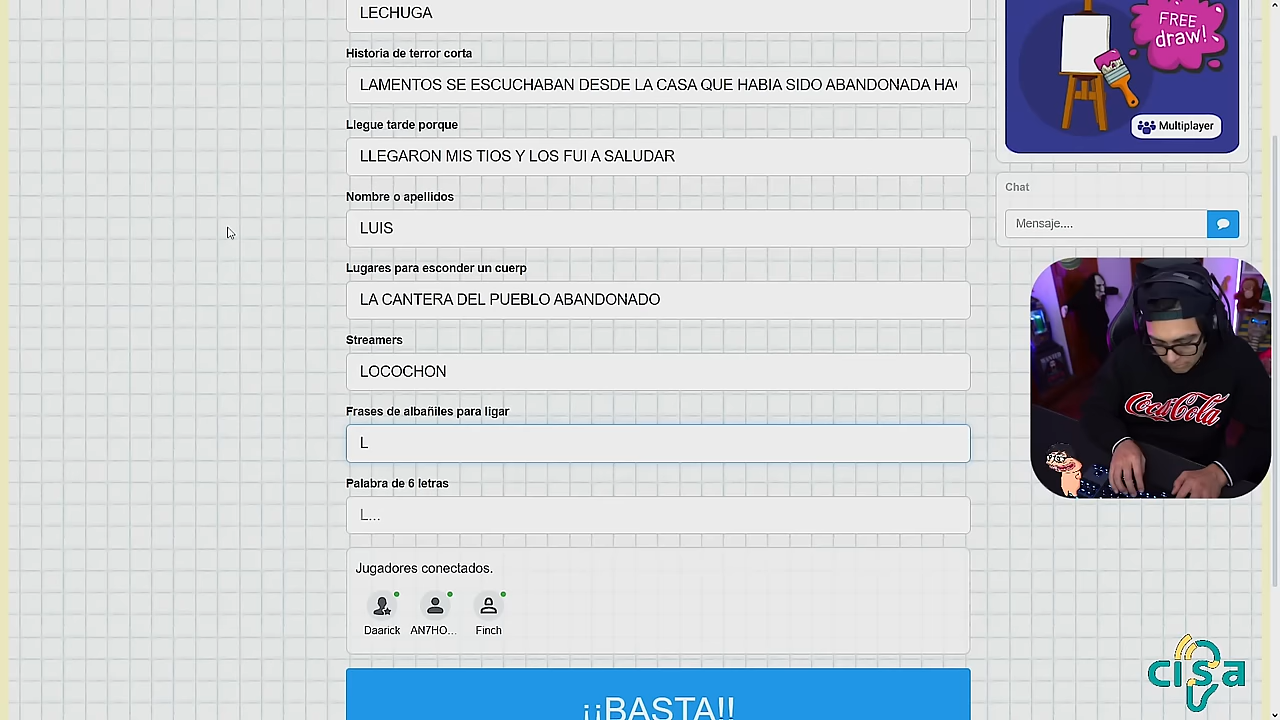 LECHUGA
FREE
draw!
Historia de terror corta
LAMENTOS SE ESCUCHABAN DESDE LA CASA QUE HABIA SIDO ABANDONADA HA
Multiplayer
Llegue tarde porque
LLEGARON MIS TIOS Y LOS FUI A SALUDAR
Chat
Mensaje....
Nombre o apellidos
LUIS
Lugares para esconder un cuerp
LA CANTERA DEL PUEBLO ABANDONADO
Streamers
LOCOCHON
Coca-Cola
Frases de albañiles para ligar
L
Palabra de 6 letras
L...
Jugadores conectados.
Daarick AN7HO... Finch
cisa
¡¡BASTA!!